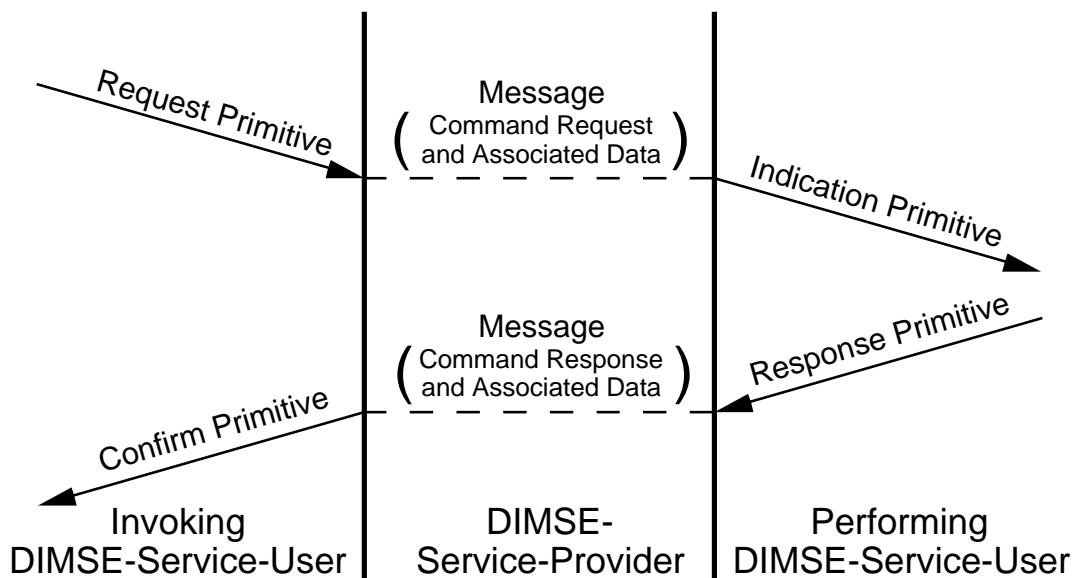 Request Primitive
Message
( Command Request
and Associated Data )
Indication Primitive
Message
( Command Response
and Associated Data )
Response Primitive
Confirm Primitive
Invoking
DIMSE-Service-User
DIMSE-
Service-Provider
Performing
DIMSE-Service-User